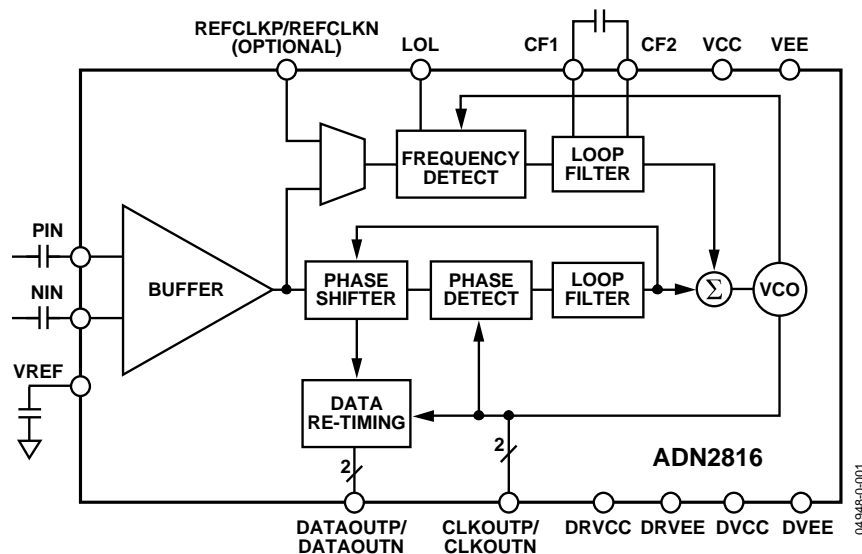 REFCLKP/REFCLKN
(OPTIONAL)
LOL
CF1
CF2
VCC
VEE
FREQUENCY
DETECT
LOOP
FILTER
PIN
NIN
VREF
BUFFER
PHASE
SHIFTER
PHASE
DETECT
LOOP
FILTER
Σ
VCO
DATA
RE-TIMING
2
2
ADN2816
DATAOUTP/
DATAOUTN
CLKOUTP/
CLKOUTN
DRVCC
DRVEE
DVCC
DVEE
04948-0-001